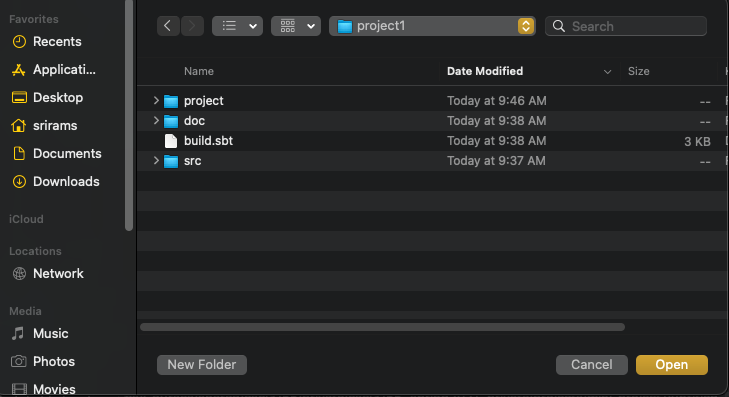 Favorites
Recents
Applicati...
Desktop
srirams
Documents
Downloads
iCloud
Locations
Network
Media
Music
Photos
Movies
project1
Search
Name Date Modified Size
project Today at 9:46 AM --
doc Today at 9:38 AM --
build.sbt Today at 9:38 AM 3 KB
src Today at 9:37 AM --
New Folder Cancel Open